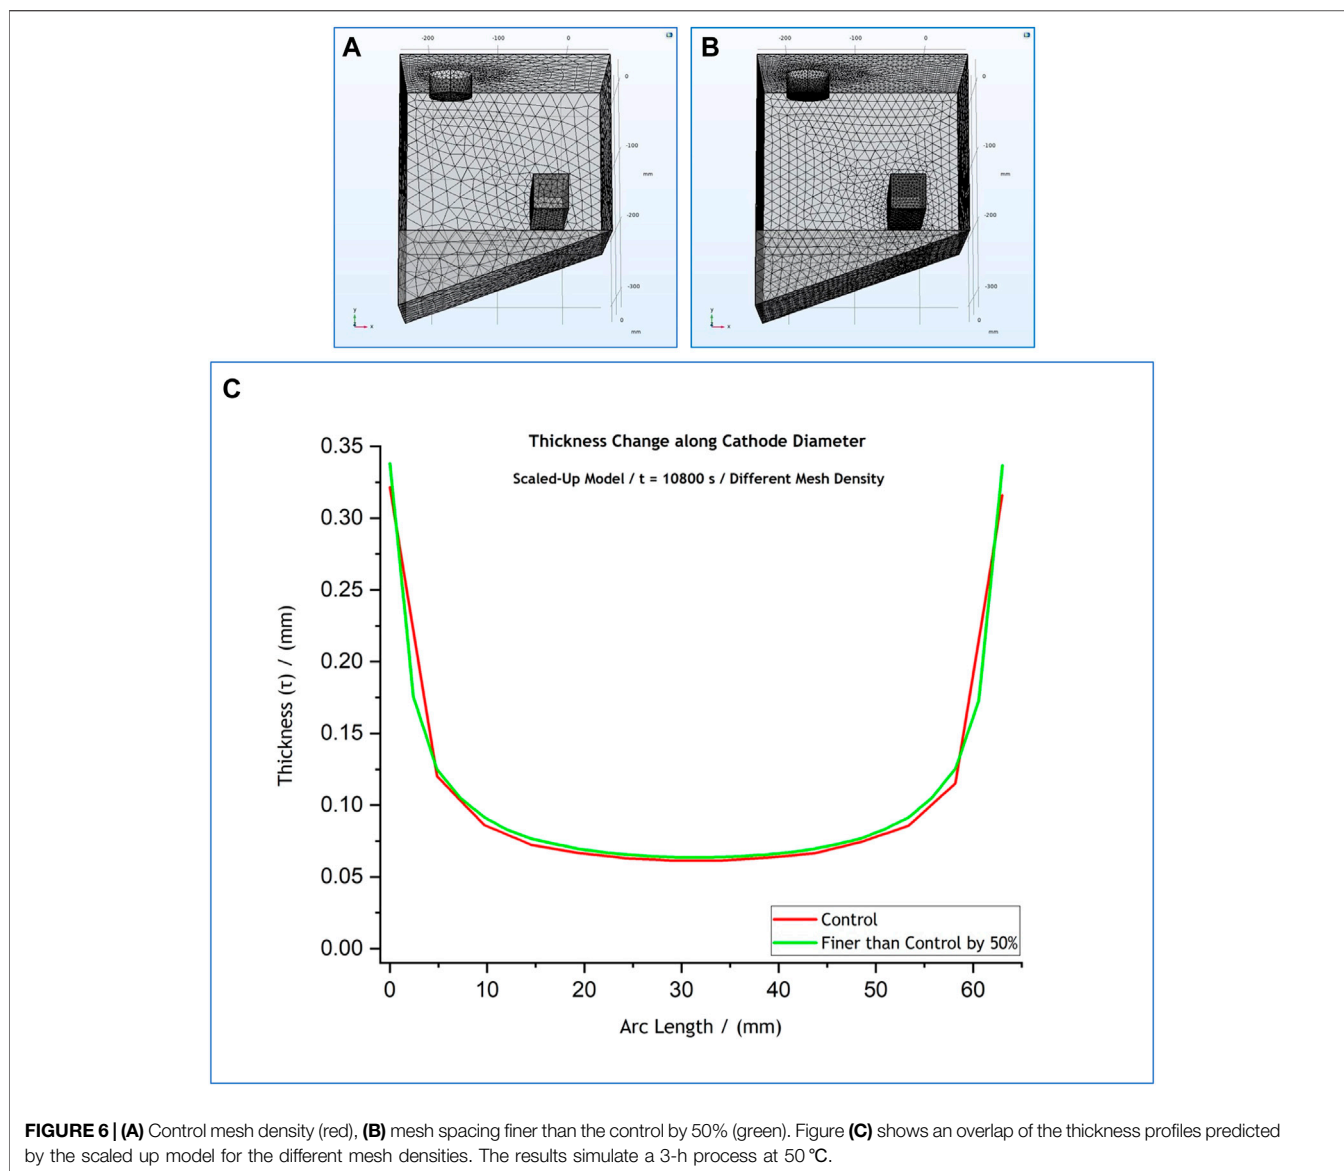 A
-200
-100
0
0
-100
mm
-200
-300
0
mm
y
x
B
-200
-100
0
0
-100
mm
-200
-300
0
mm
y
x
C
Thickness Change along Cathode Diameter
Scaled-Up Model / t = 10800 s / Different Mesh Density
0.35
0.30
0.25
0.20
0.15
0.10
0.05
0.00
Thickness (τ) / (mm)
Control
Finer than Control by 50%
0 10 20 30 40 50 60
Arc Length / (mm)
FIGURE 6 | (A) Control mesh density (red), (B) mesh spacing finer than the control by 50% (green). Figure (C) shows an overlap of the thickness profiles predicted
by the scaled up model for the different mesh densities. The results simulate a 3-h process at 50 °C.